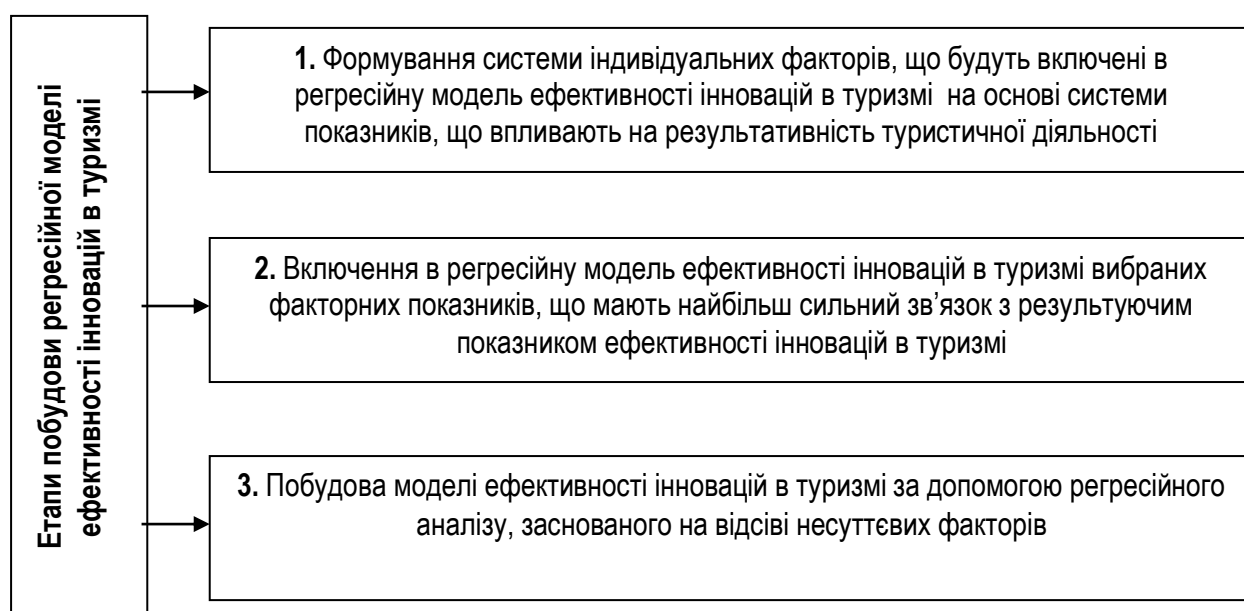 Етапи побудови регресійної моделі
ефективності інновацій в туризмі
1. Формування системи індивідуальних факторів, що будуть включені в
регресійну модель ефективності інновацій в туризмі на основі системи
показників, що впливають на результативність туристичної діяльності
2. Включення в регресійну модель ефективності інновацій в туризмі вибраних
факторних показників, що мають найбільш сильний зв’язок з результуючим
показником ефективності інновацій в туризмі
3. Побудова моделі ефективності інновацій в туризмі за допомогою регресійного
аналізу, заснованого на відсіві несуттєвих факторів